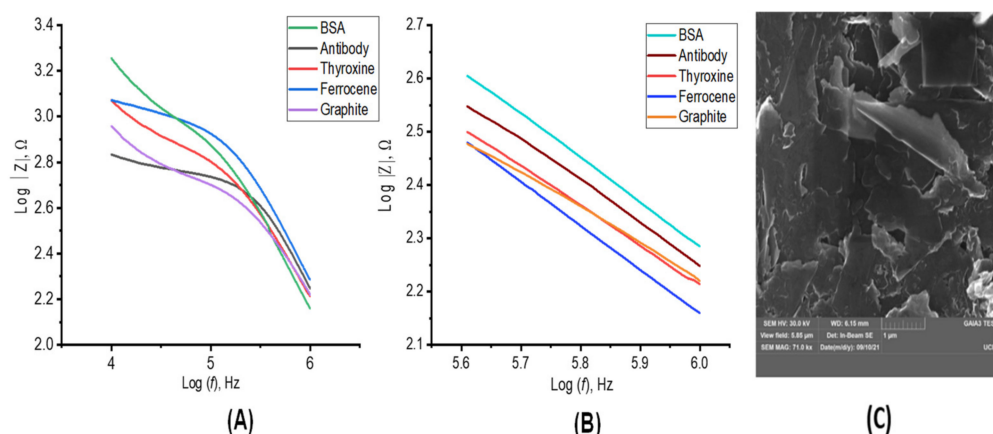 3.4
3.2
3.0
2.8
2.6
2.4
2.2
2.0
Log |Z|, Ω
4
5
6
Log (f), Hz
BSA
Antibody
Thyroxine
Ferrocene
Graphite
(A)
2.7
2.6
2.5
2.4
2.3
2.2
2.1
Log |Z|, Ω
5.6
5.7
5.8
5.9
6.0
Log (f), Hz
BSA
Antibody
Thyroxine
Ferrocene
Graphite
(B)
SEM HV: 30.0 kV WD: 6.15 mm GAIA3 TES
View field: 5.85 µm Det: In-Beam SE 1 µm
SEM MAG: 71.0 kx Date(m/d/y): 09/10/21 UC
(C)